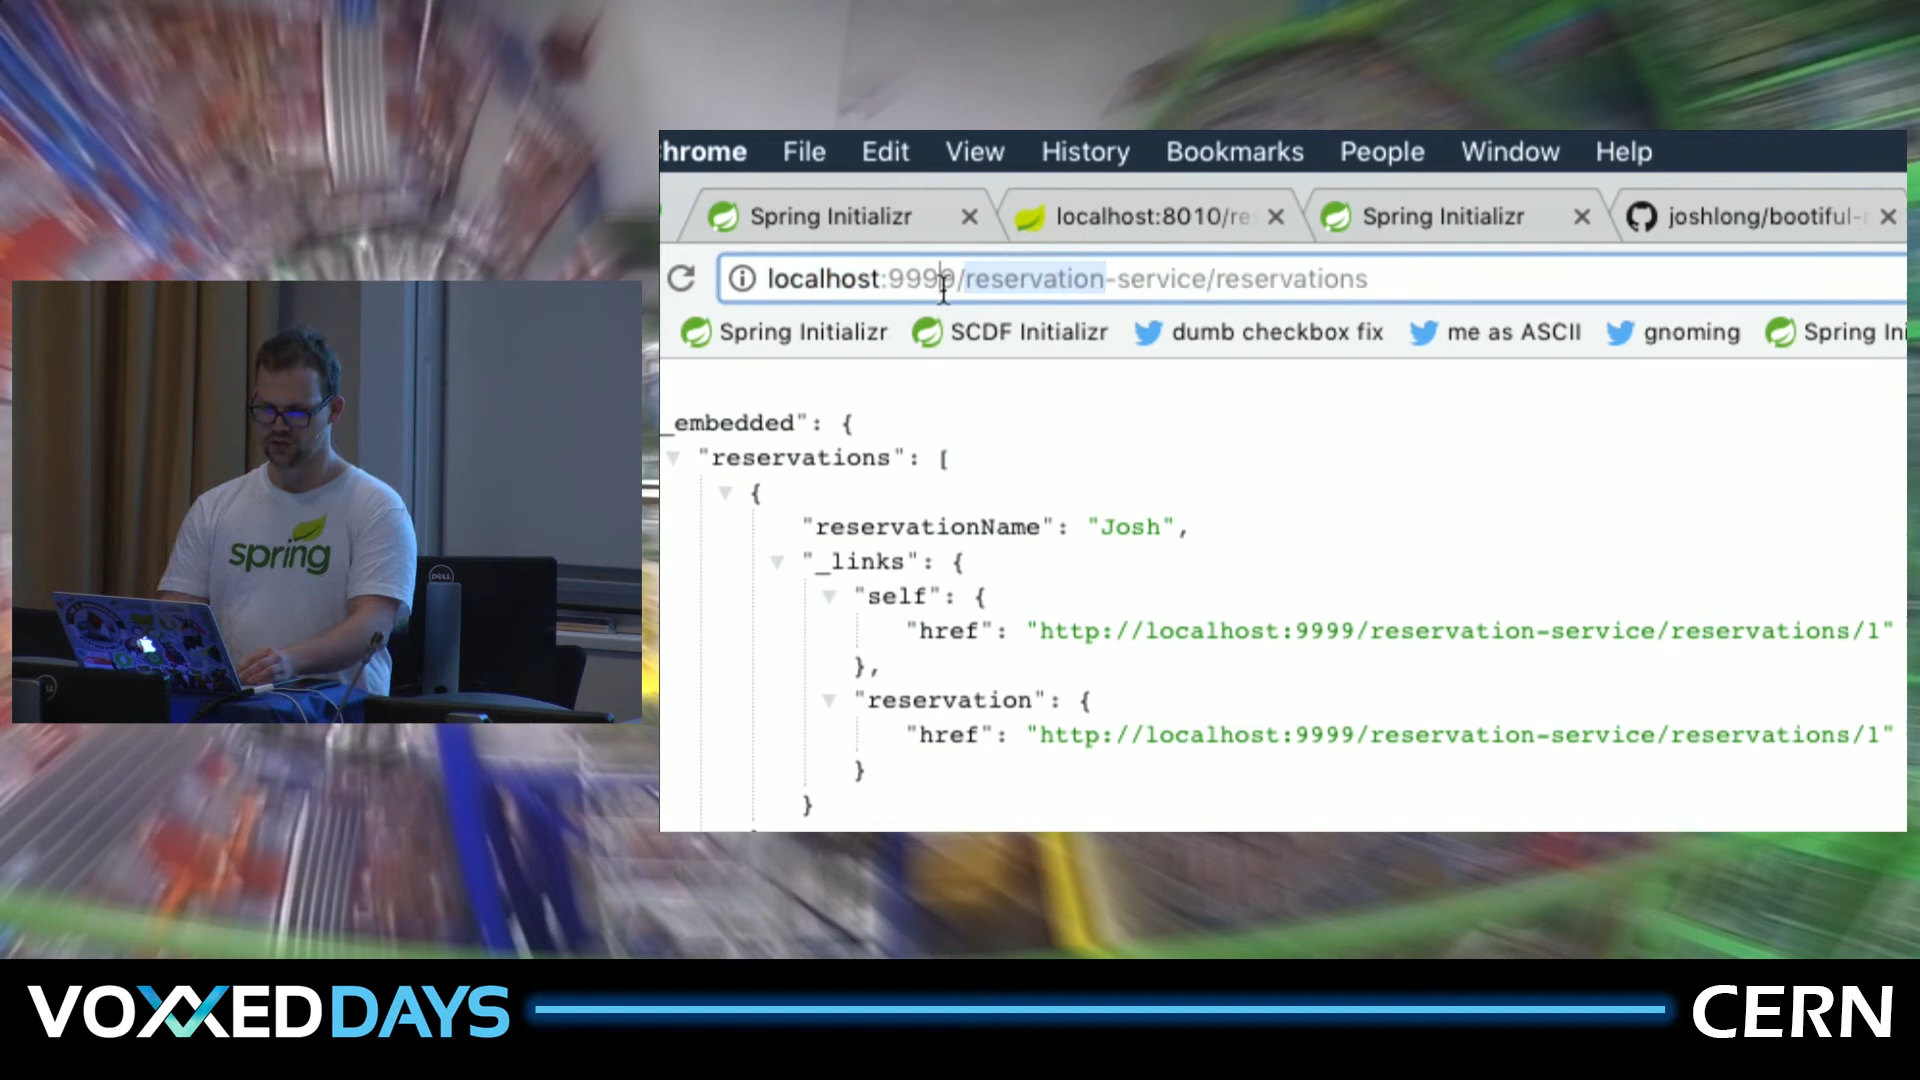 hrome File Edit View History Bookmarks People Window Help
Spring Initializr × localhost:8010/re × Spring Initializr × joshlong/bootiful- ×
localhost:9999/reservation-service/reservations
Spring Initializr SCDF Initializr dumb checkbox fix me as ASCII gnoming Spring Ini
_embedded": {
"reservations": [
{
"reservationName": "Josh",
"_links": {
"self": {
"href": "http://localhost:9999/reservation-service/reservations/1"
},
"reservation": {
"href": "http://localhost:9999/reservation-service/reservations/1"
}
}
spring
DELL
VOXXEDDAYS
CERN